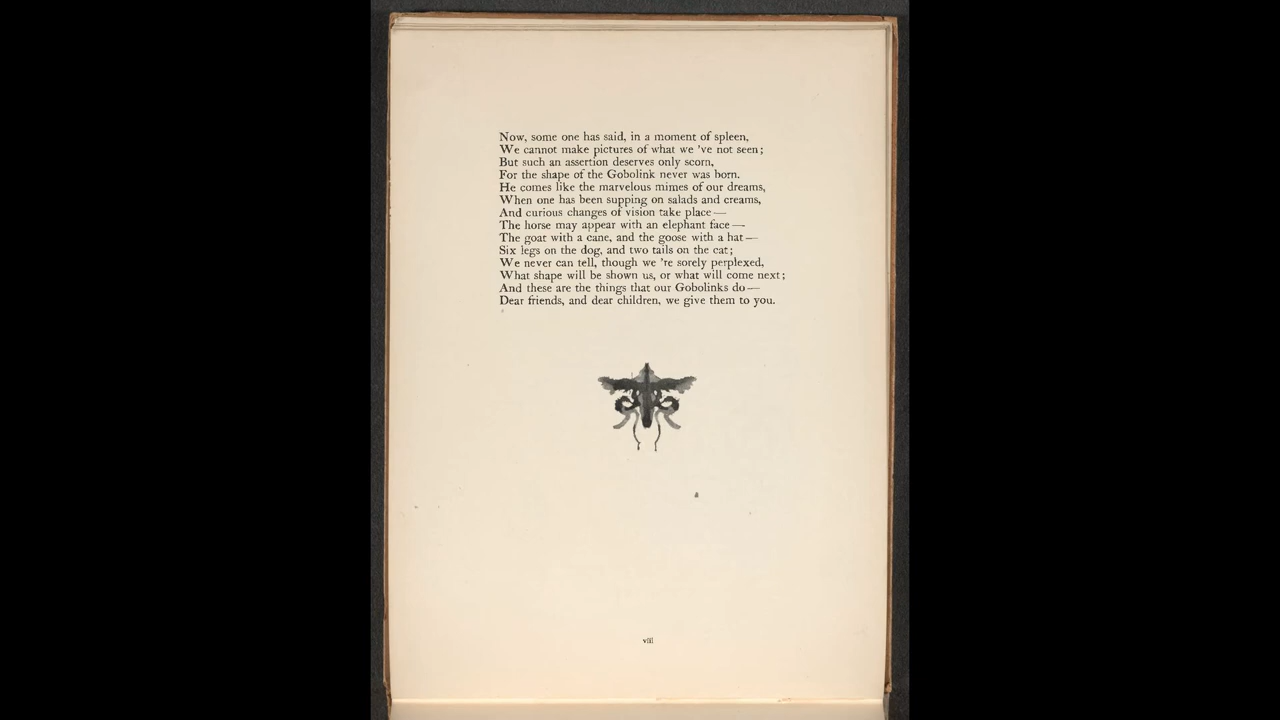 Now, some one has said, in a moment of spleen,
We cannot make pictures of what we 've not seen;
But such an assertion deserves only scorn,
For the shape of the Gobolink never was born.
He comes like the marvelous mimes of our dreams,
When one has been supping on salads and creams,
And curious changes of vision take place—
The horse may appear with an elephant face—
The goat with a cane, and the goose with a hat—
Six legs on the dog, and two tails on the cat;
We never can tell, though we 're sorely perplexed,
What shape will be shown us, or what will come next;
And these are the things that our Gobolinks do—
Dear friends, and dear children, we give them to you.
viii